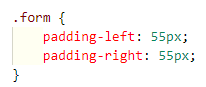 .form {
    padding-left: 55px;
    padding-right: 55px;
}